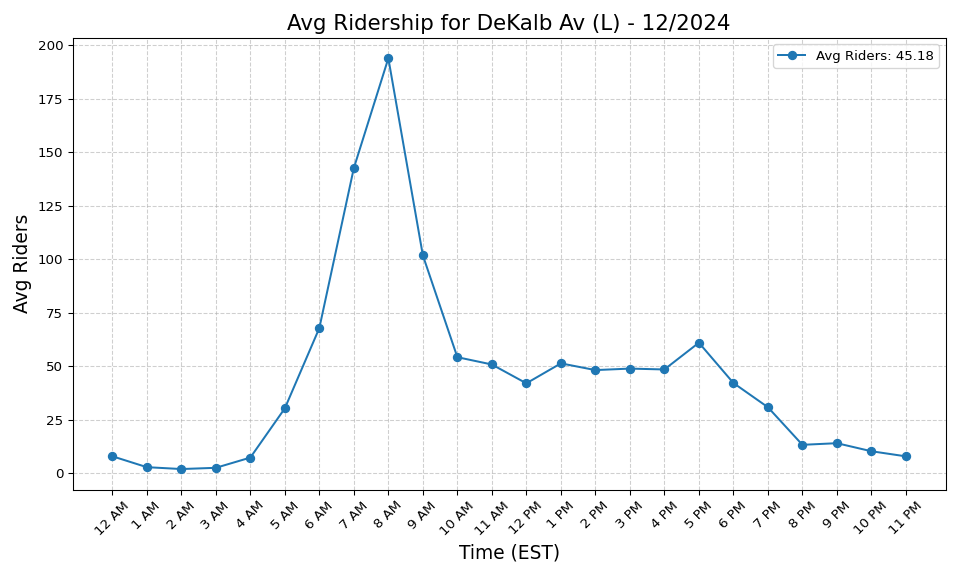 Avg Ridership for DeKalb Av (L) - 12/2024
Avg Riders: 45.18
Avg Riders
200
175
150
125
100
75
50
25
0
12 AM
1 AM
2 AM
3 AM
4 AM
5 AM
6 AM
7 AM
8 AM
9 AM
10 AM
11 AM
12 PM
1 PM
2 PM
3 PM
4 PM
5 PM
6 PM
7 PM
8 PM
9 PM
10 PM
11 PM
Time (EST)